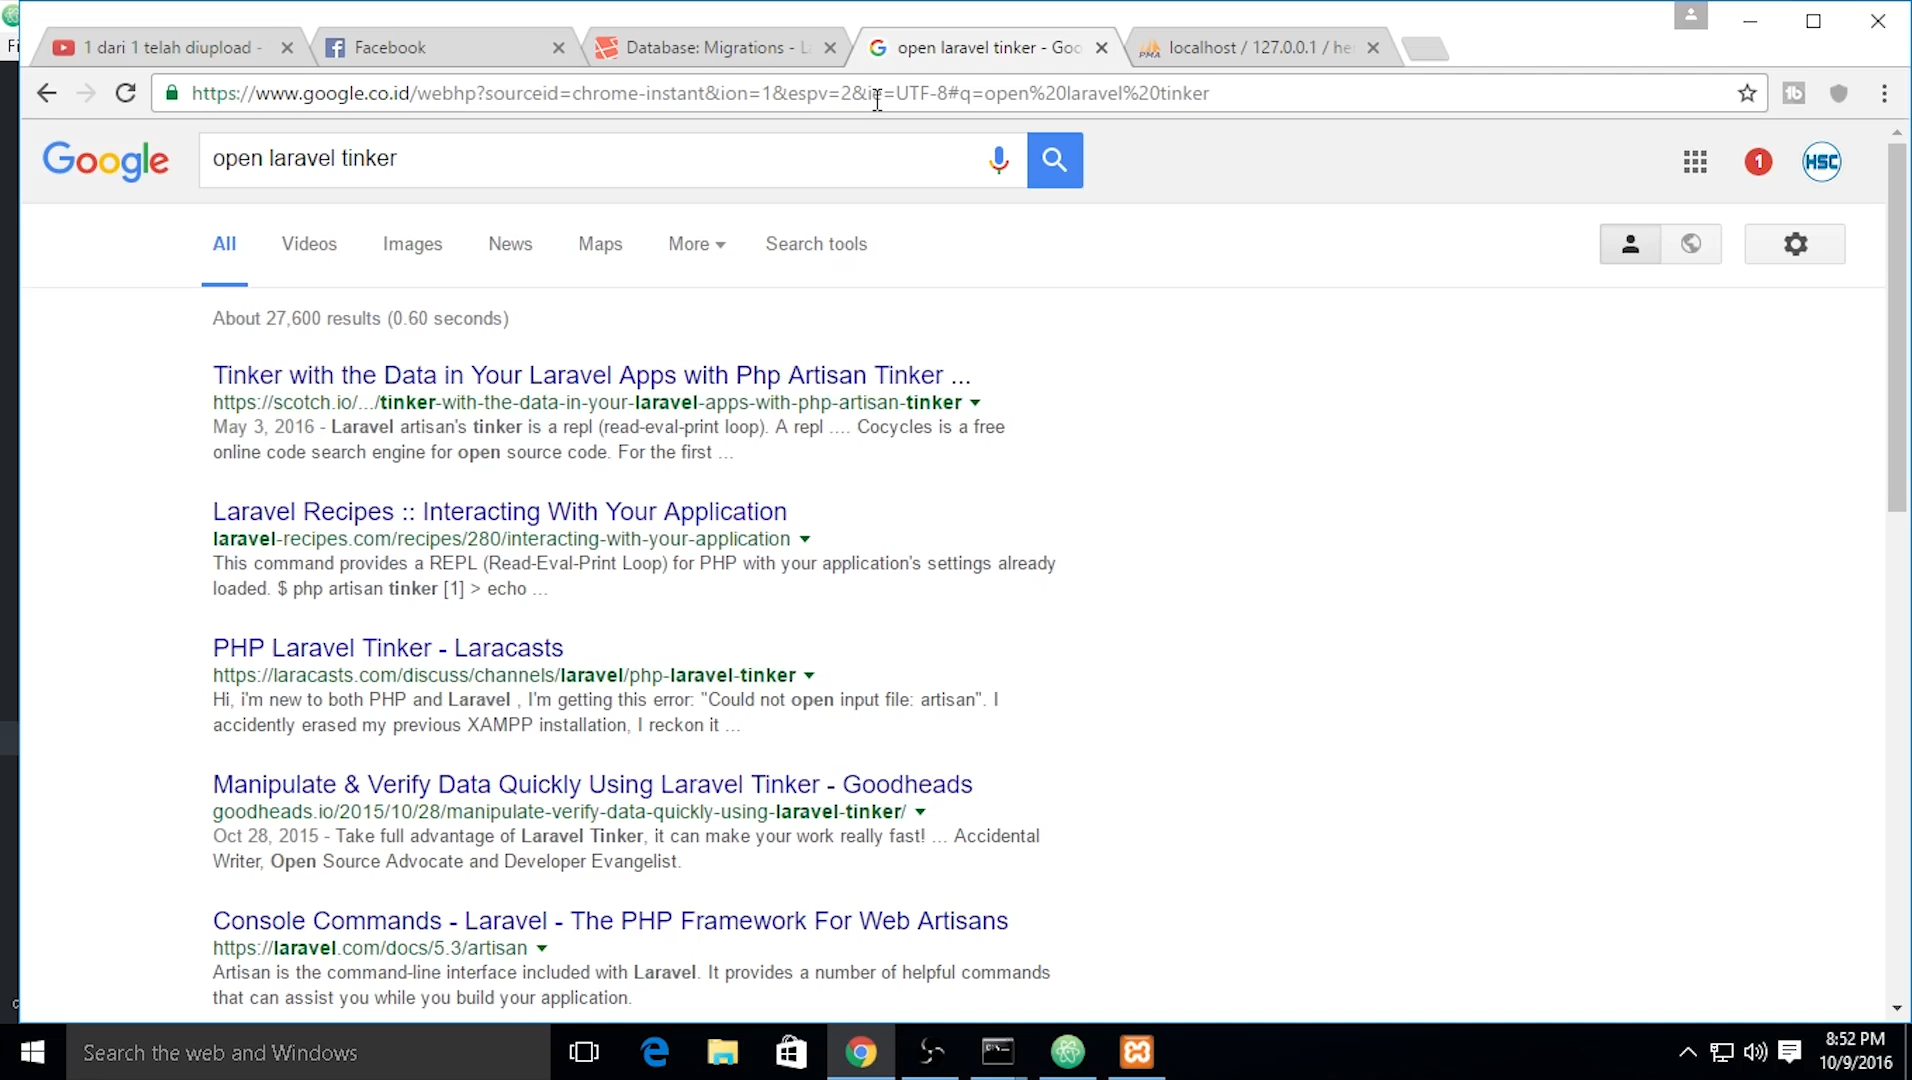 1 dari 1 telah diupload -
Facebook
Database: Migrations - L
open laravel tinker - Goo
localhost / 127.0.0.1 / he
Fi
https://www.google.co.id/webhp?sourceid=chrome-instant&ion=1&espv=2&ie=UTF-8#q=open%20laravel%20tinker
Google
open laravel tinker
1
HSC
All
Videos
Images
News
Maps
More
Search tools
About 27,600 results (0.60 seconds)
Tinker with the Data in Your Laravel Apps with Php Artisan Tinker ...
https://scotch.io/.../tinker-with-the-data-in-your-laravel-apps-with-php-artisan-tinker
May 3, 2016 - Laravel artisan's tinker is a repl (read-eval-print loop). A repl .... Cocycles is a free
online code search engine for open source code. For the first ...
Laravel Recipes :: Interacting With Your Application
laravel-recipes.com/recipes/280/interacting-with-your-application
This command provides a REPL (Read-Eval-Print Loop) for PHP with your application's settings already
loaded. $ php artisan tinker [1] > echo ...
PHP Laravel Tinker - Laracasts
https://laracasts.com/discuss/channels/laravel/php-laravel-tinker
Hi, i'm new to both PHP and Laravel , I'm getting this error: "Could not open input file: artisan". I
accidently erased my previous XAMPP installation, I reckon it ...
Manipulate & Verify Data Quickly Using Laravel Tinker - Goodheads
goodheads.io/2015/10/28/manipulate-verify-data-quickly-using-laravel-tinker/
Oct 28, 2015 - Take full advantage of Laravel Tinker, it can make your work really fast! ... Accidental
Writer, Open Source Advocate and Developer Evangelist.
Console Commands - Laravel - The PHP Framework For Web Artisans
https://laravel.com/docs/5.3/artisan
Artisan is the command-line interface included with Laravel. It provides a number of helpful commands
that can assist you while you build your application.
Search the web and Windows
8:52 PM
10/9/2016